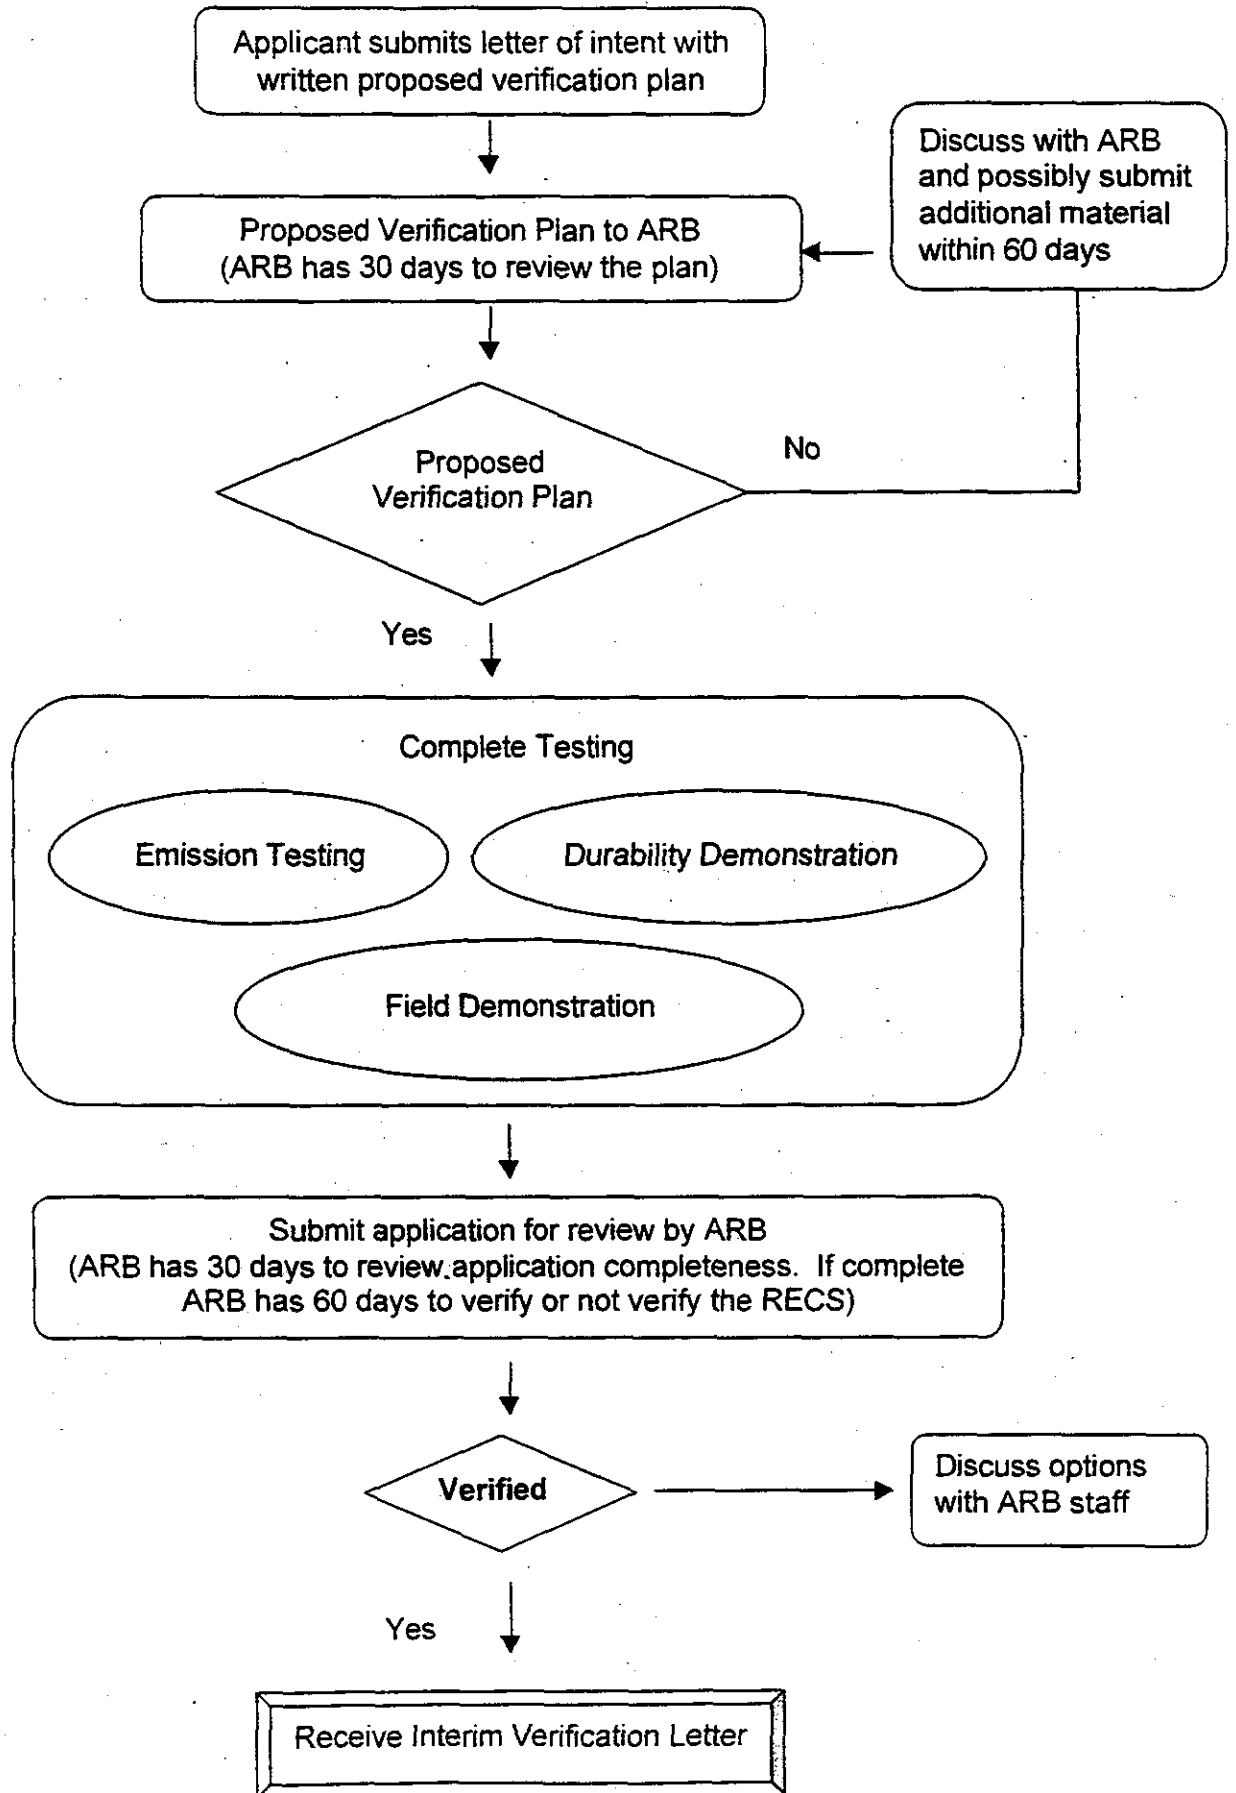 Applicant submits letter of intent with
written proposed verification plan
Discuss with ARB
and possibly submit
additional material
within 60 days
Proposed Verification Plan to ARB
(ARB has 30 days to review the plan)
No
Proposed
Verification Plan
Yes
Complete Testing
Emission Testing
Durability Demonstration
Field Demonstration
Submit application for review by ARB
(ARB has 30 days to review application completeness. If complete
ARB has 60 days to verify or not verify the RECS)
Verified
Discuss options
with ARB staff
Yes
Receive Interim Verification Letter